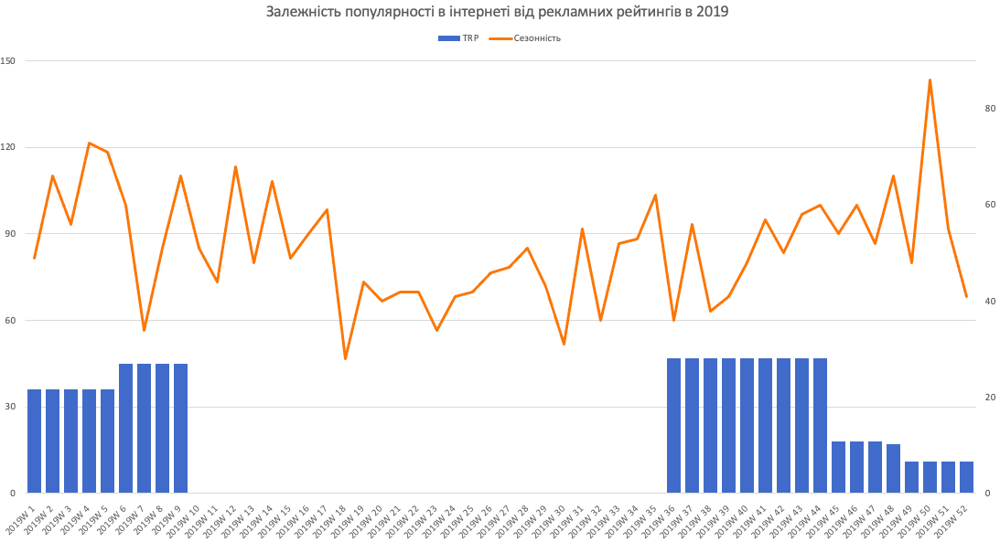 Залежність популярності в інтернеті від рекламних рейтингів в 2019
TRP Сезонність
150
120
90
60
30
0
80
60
40
20
0
2019W 1
2019W 2
2019W 3
2019W 4
2019W 5
2019W 6
2019W 7
2019W 8
2019W 9
2019W 10
2019W 11
2019W 12
2019W 13
2019W 14
2019W 15
2019W 16
2019W 17
2019W 18
2019W 19
2019W 20
2019W 21
2019W 22
2019W 23
2019W 24
2019W 25
2019W 26
2019W 27
2019W 28
2019W 29
2019W 30
2019W 31
2019W 32
2019W 33
2019W 34
2019W 35
2019W 36
2019W 37
2019W 38
2019W 39
2019W 40
2019W 41
2019W 42
2019W 43
2019W 44
2019W 45
2019W 46
2019W 47
2019W 48
2019W 49
2019W 50
2019W 51
2019W 52